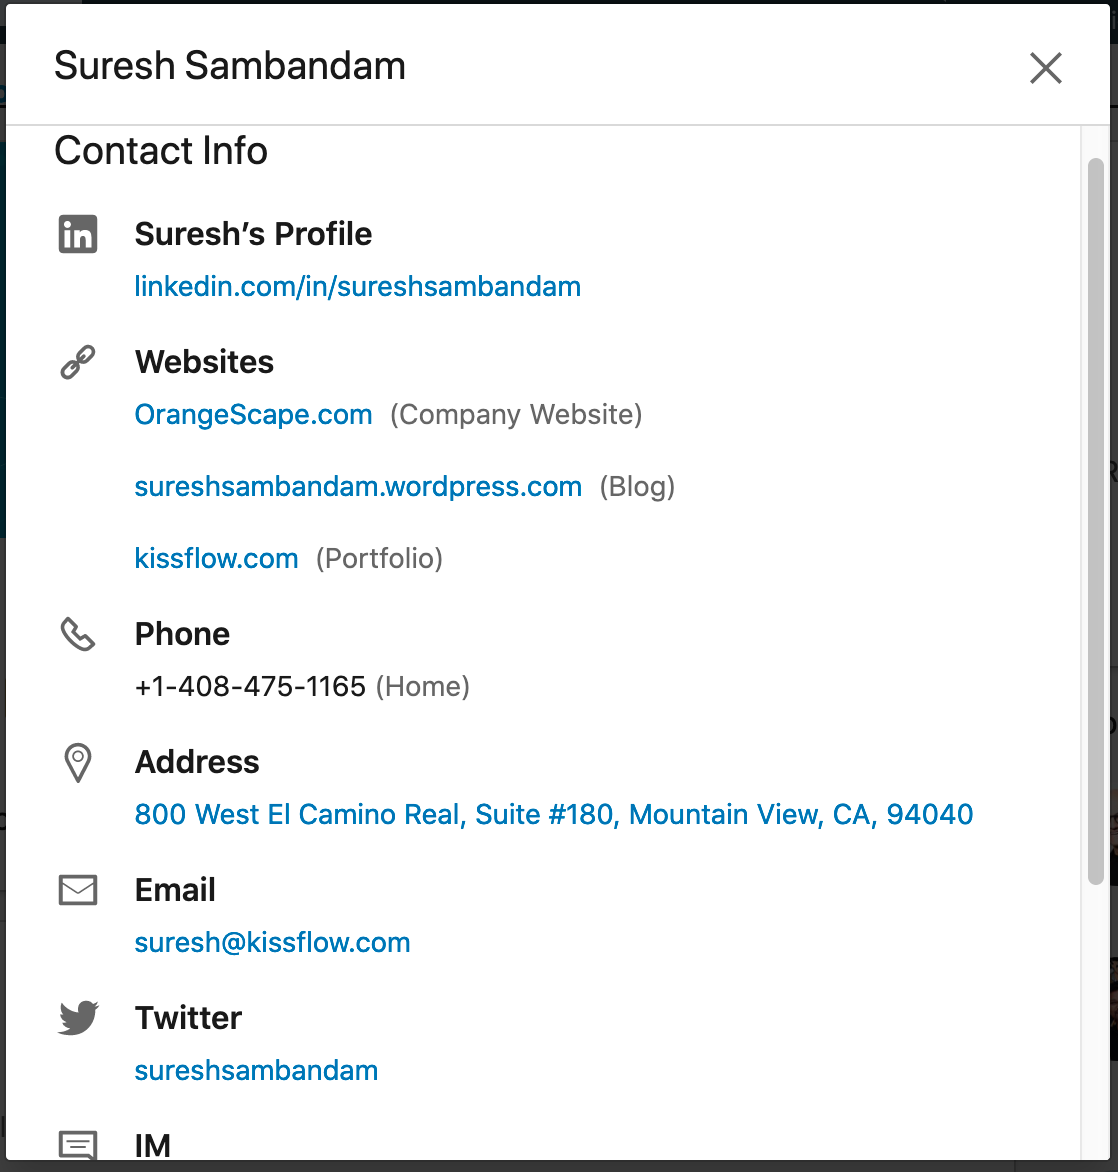 Suresh Sambandam
Contact Info
in Suresh’s Profile
linkedin.com/in/sureshsambandam
Websites
OrangeScape.com (Company Website)
sureshsambandam.wordpress.com (Blog)
kissflow.com (Portfolio)
Phone
+1-408-475-1165 (Home)
Address
800 West El Camino Real, Suite #180, Mountain View, CA, 94040
Email
suresh@kissflow.com
Twitter
sureshsambandam
IM